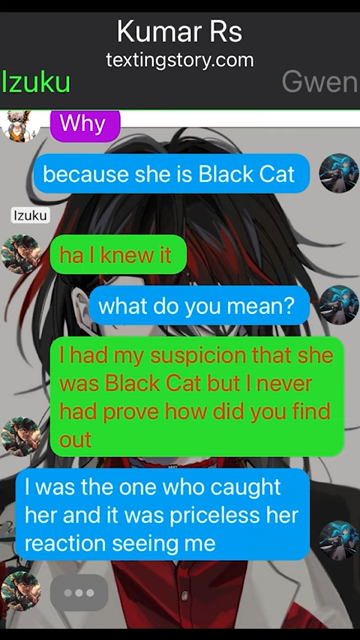 Kumar Rs
textingstory.com
Izuku
Gwen
Why
because she is Black Cat
Izuku
ha I knew it
what do you mean?
I had my suspicion that she
was Black Cat but I never
had prove how did you find
out
I was the one who caught
her and it was priceless her
reaction seeing me